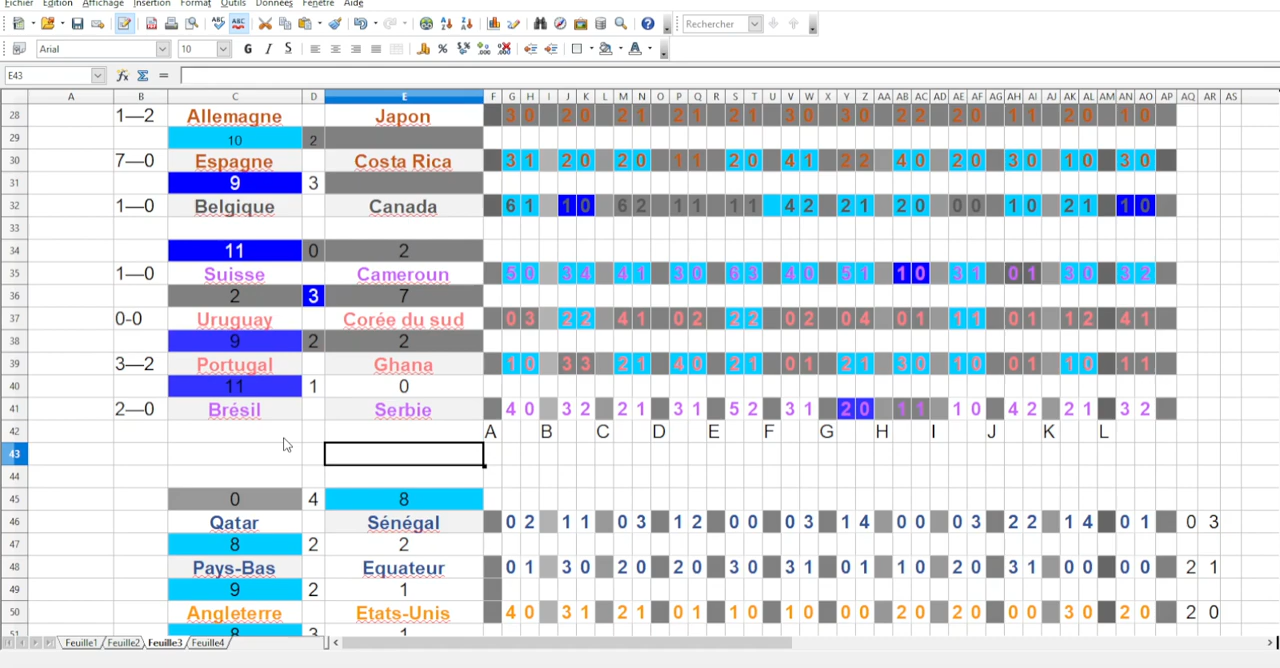 Fichier Edition Affichage Insertion Format Outils Données Fenêtre Aide
Rechercher
Arial 10 G I S
E43
A B C D E F G H I J K L M N O P Q R S T U V W X Y Z AA AB AC AD AE AF AG AH AI AJ AK AL AM AN AO AP AQ AR AS
28 1—2 Allemagne Japon 3 0 2 0 2 1 2 1 2 1 3 0 3 0 2 2 2 0 1 1 2 0 1 0
29 10 2
30 7—0 Espagne Costa Rica 3 1 2 0 2 0 1 1 2 0 4 1 2 2 4 0 2 0 3 0 1 0 3 0
31 9 3
32 1—0 Belgique Canada 6 1 1 0 6 2 1 1 1 1 4 2 2 1 2 0 0 0 1 0 2 1 1 0
33
34 11 0 2
35 1—0 Suisse Cameroun 5 0 3 4 4 1 3 0 6 3 4 0 5 1 1 0 3 1 0 1 3 0 3 2
36 2 3 7
37 0-0 Uruguay Corée du sud 0 3 2 2 4 1 0 2 2 2 0 2 0 4 0 1 1 1 0 1 1 2 4 1
38 9 2 2
39 3—2 Portugal Ghana 1 0 3 3 2 1 4 0 2 1 0 1 2 1 3 0 1 0 0 1 1 0 1 1
40 11 1 0
41 2—0 Brésil Serbie 4 0 3 2 2 1 3 1 5 2 3 1 2 0 1 1 1 0 4 2 2 1 3 2
42 A B C D E F G H I J K L
43
44
45 0 4 8
46 Qatar Sénégal 0 2 1 1 0 3 1 2 0 0 0 3 1 4 0 0 0 3 2 2 1 4 0 1 0 3
47 8 2 2
48 Pays-Bas Equateur 0 1 3 0 2 0 2 0 3 0 3 1 0 1 1 0 2 0 3 1 0 0 0 0 2 1
49 9 2 1
50 Angleterre Etats-Unis 4 0 3 1 2 1 0 1 1 0 1 0 0 0 2 0 2 0 0 0 3 0 2 0 2 0
51 8 3 1
Feuille1 Feuille2 Feuille3 Feuille4